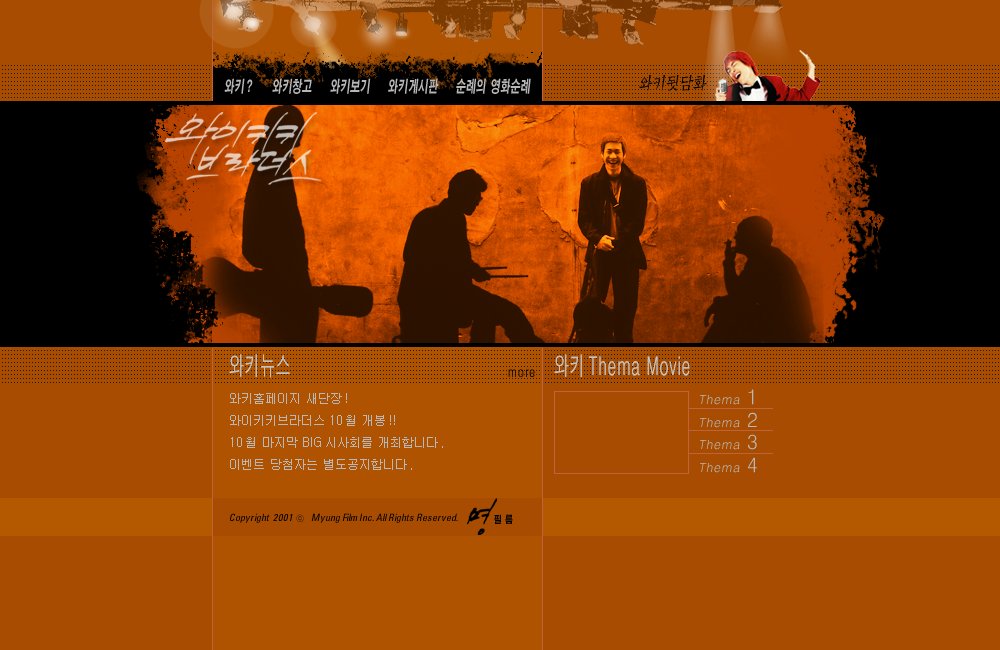 와키? 와키창고 와키보기 와키게시판 순례의 영화순례
와키뒷담화
와이키키
브라더스
와키뉴스
more
와키홈페이지 새단장!
와이키키브라더스 10월 개봉!!
10월 마지막 BIG 시사회를 개최합니다.
이벤트 당첨자는 별도공지합니다.
와키 Thema Movie
Thema 1
Thema 2
Thema 3
Thema 4
Copyright 2001 © Myung Film Inc. All Rights Reserved.
명필름